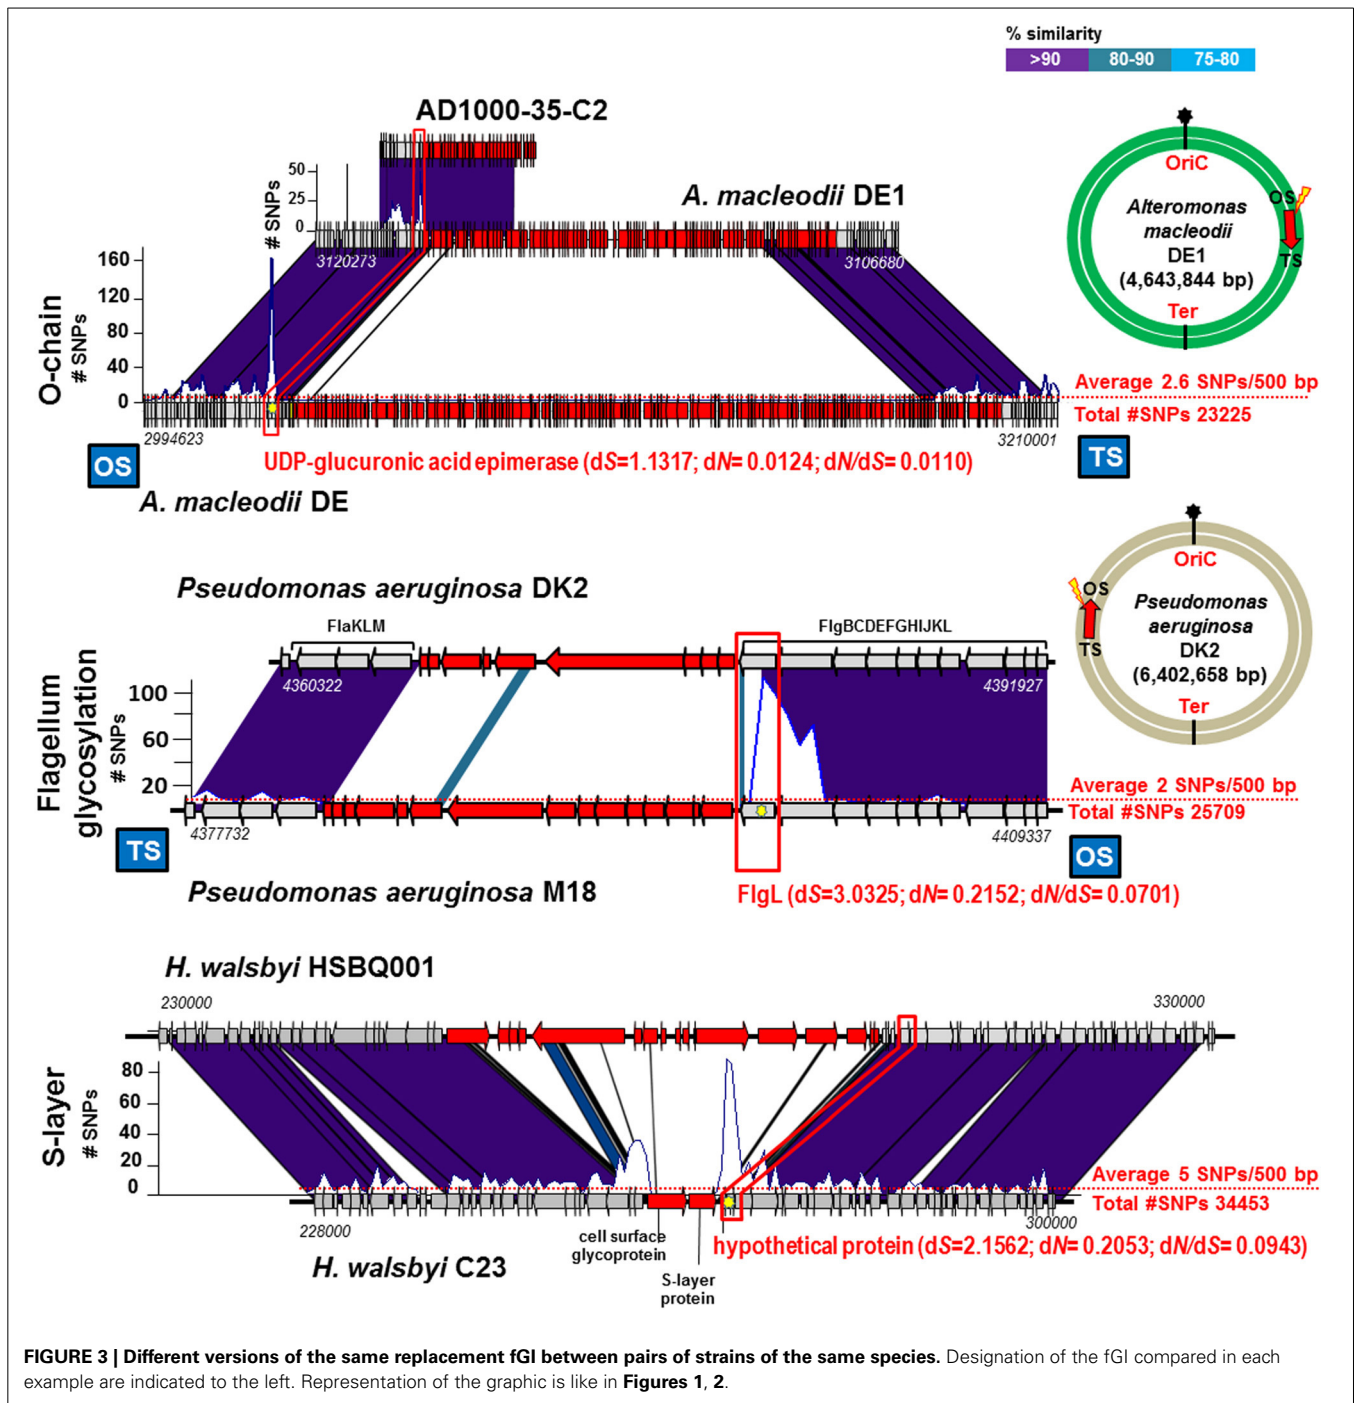 % similarity
>90 80-90 75-80
AD1000-35-C2
# SNPs
50
25
0
A. macleodii DE1
3120273
3106680
OriC
OS
TS
Alteromonas
macleodii
DE1
(4,643,844 bp)
Ter
O-chain
# SNPs
160
120
80
40
0
Average 2.6 SNPs/500 bp
Total #SNPs 23225
2994623
3210001
OS
TS
UDP-glucuronic acid epimerase (dS=1.1317; dN= 0.0124; dN/dS= 0.0110)
A. macleodii DE
Pseudomonas aeruginosa DK2
FlaKLM
FlgBCDEFGHIJKL
4360322
4391927
OriC
OS
TS
Pseudomonas
aeruginosa
DK2
(6,402,658 bp)
Ter
Flagellum
glycosylation
# SNPs
100
60
20
Average 2 SNPs/500 bp
Total #SNPs 25709
4377732
4409337
TS
OS
Pseudomonas aeruginosa M18
FlgL (dS=3.0325; dN= 0.2152; dN/dS= 0.0701)
H. walsbyi HSBQ001
230000
330000
S-layer
# SNPs
80
60
40
20
0
Average 5 SNPs/500 bp
Total #SNPs 34453
228000
300000
cell surface
glycoprotein
S-layer
protein
hypothetical protein (dS=2.1562; dN= 0.2053; dN/dS= 0.0943)
H. walsbyi C23
FIGURE 3 | Different versions of the same replacement fGI between pairs of strains of the same species. Designation of the fGI compared in each
example are indicated to the left. Representation of the graphic is like in Figures 1, 2.